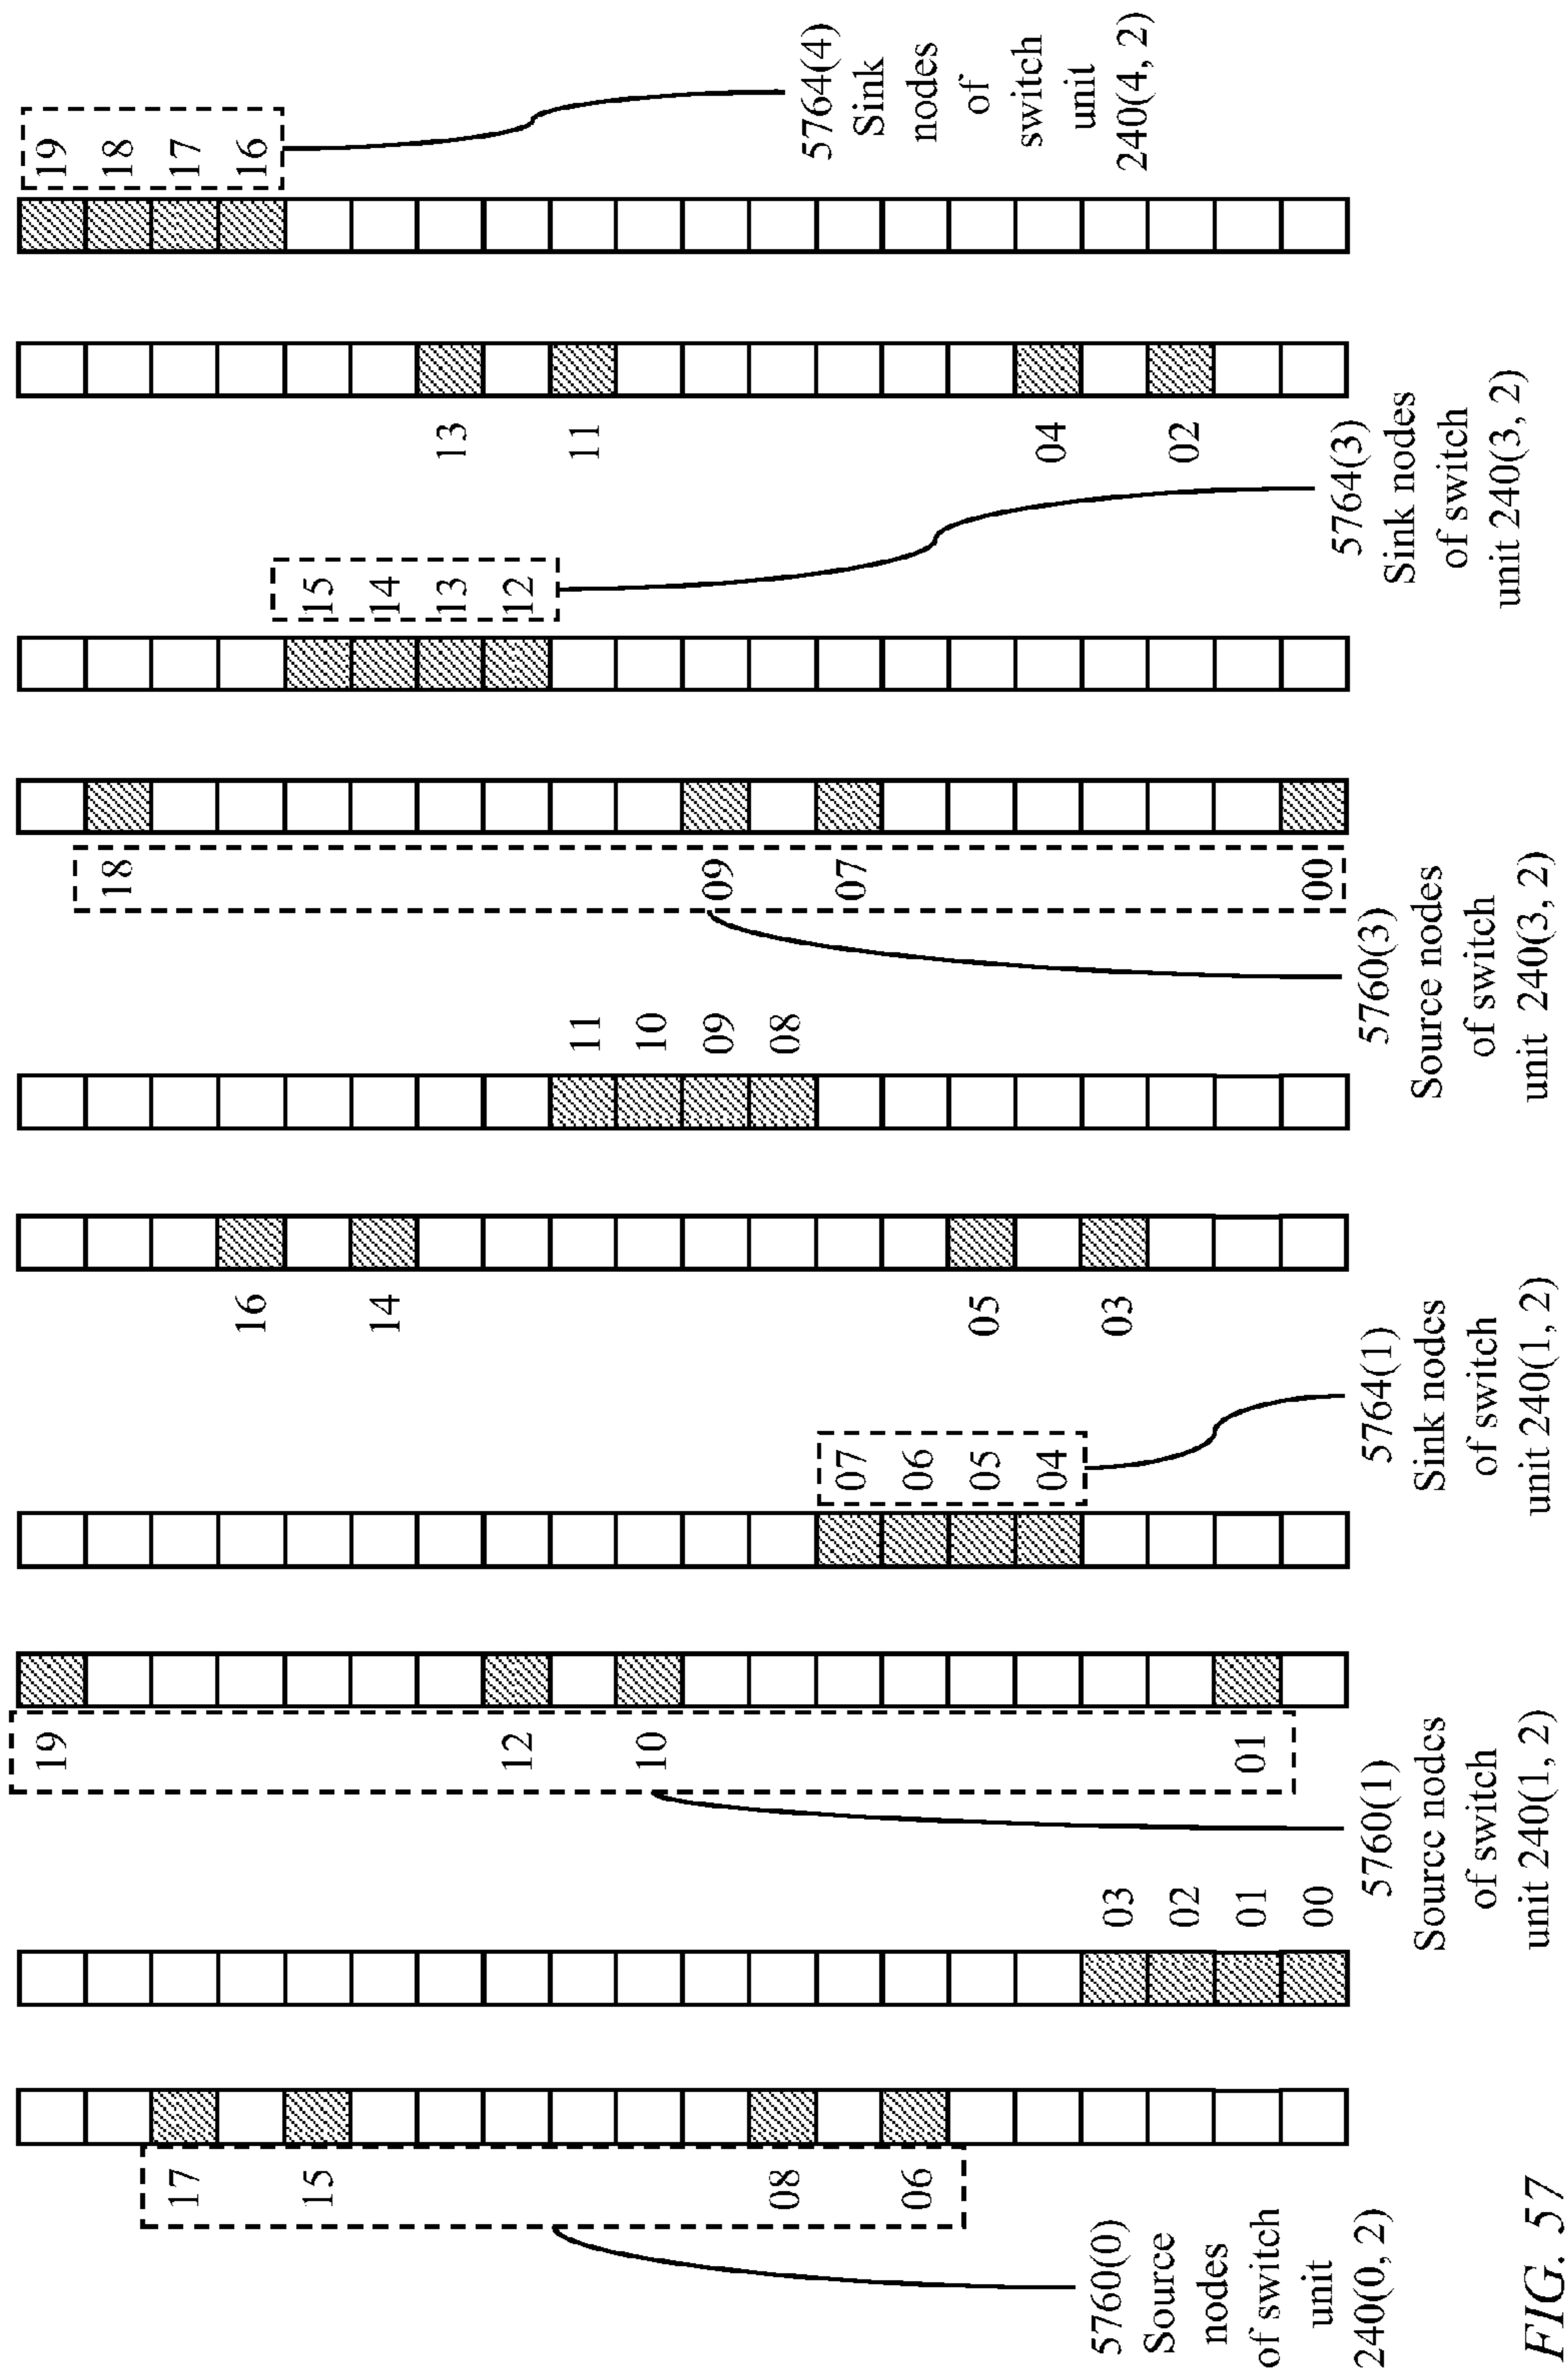 17
15
08
06
5760(0)
Source
nodes
of switch
unit
240(0, 2)
03
02
01
00
19
12
10
01
5760(1)
Source nodes
of switch
unit 240(1, 2)
07
06
05
04
5764(1)
Sink nodes
of switch
unit 240(1, 2)
16
14
05
03
11
10
09
08
18
09
07
00
5760(3)
Source nodes
of switch
unit 240(3, 2)
15
14
13
12
5764(3)
Sink nodes
of switch
unit 240(3, 2)
13
11
04
02
19
18
17
16
5764(4)
Sink
nodes
of
switch
unit
240(4, 2)
FIG. 57